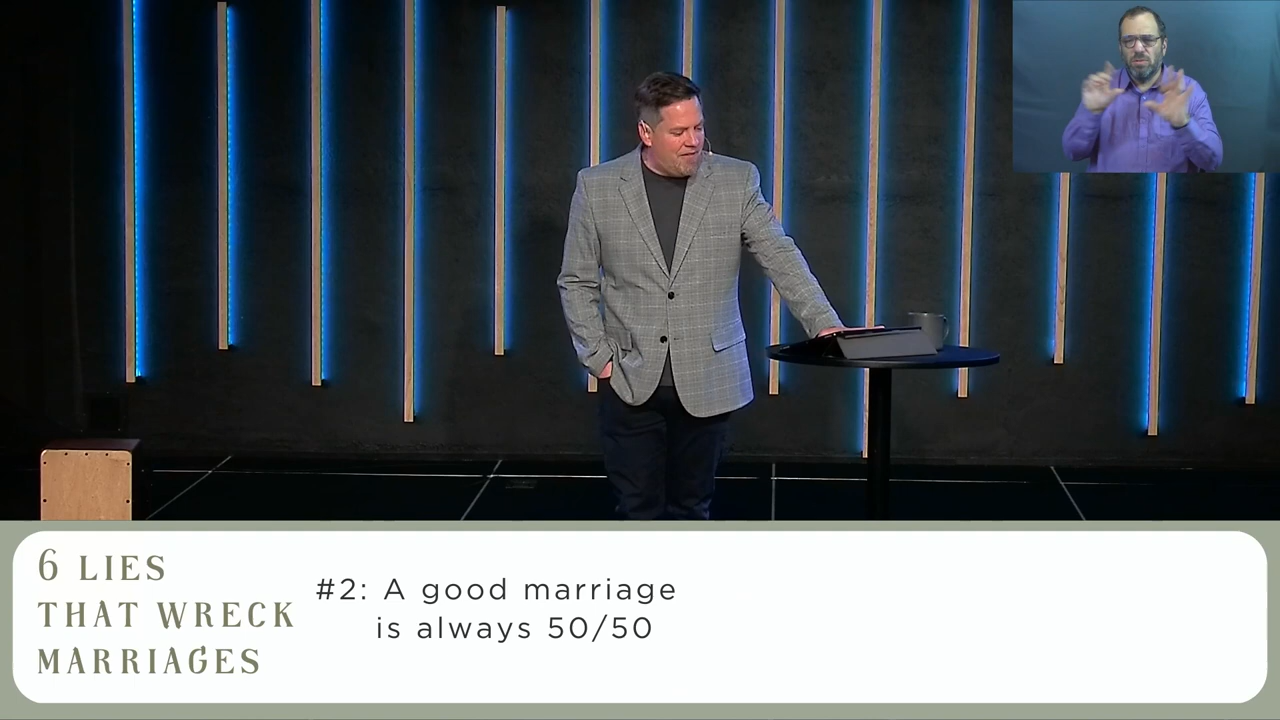 6 LIES
THAT WRECK
MARRIAGES
#2: A good marriage
is always 50/50